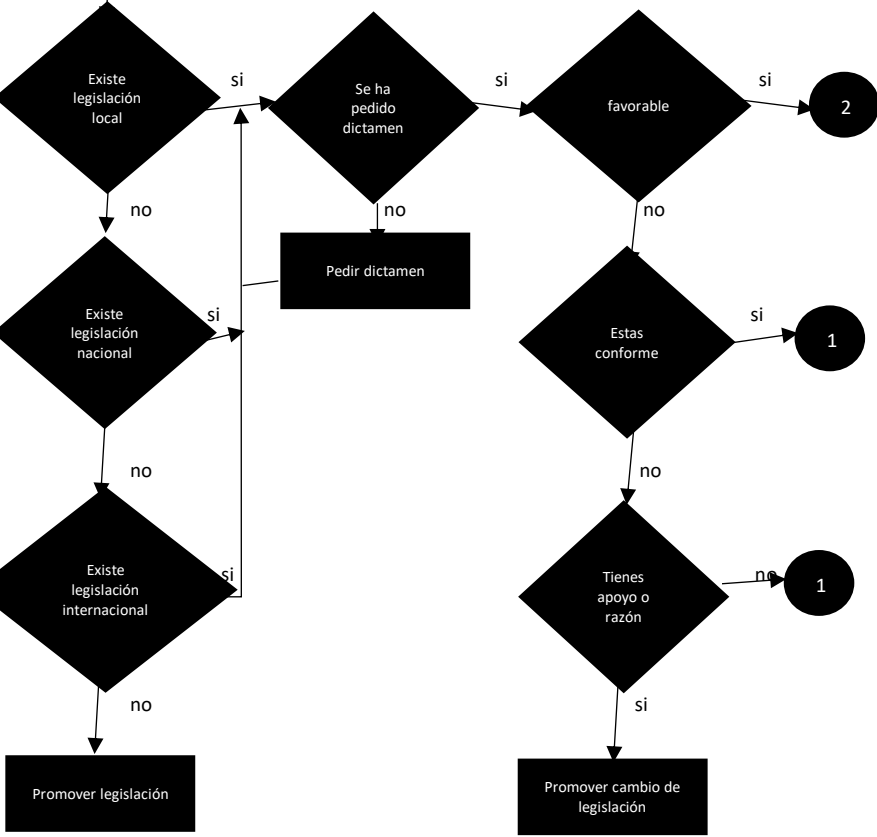 Existe
legislación
local
si
Se ha
pedido
dictamen
si
favorable
si
2
no
no
no
Pedir dictamen
Existe
legislación
nacional
si
Estas
conforme
si
1
no
no
Existe
legislación
internacional
si
Tienes
apoyo o
razón
no
1
no
si
Promover legislación
Promover cambio de
legislación